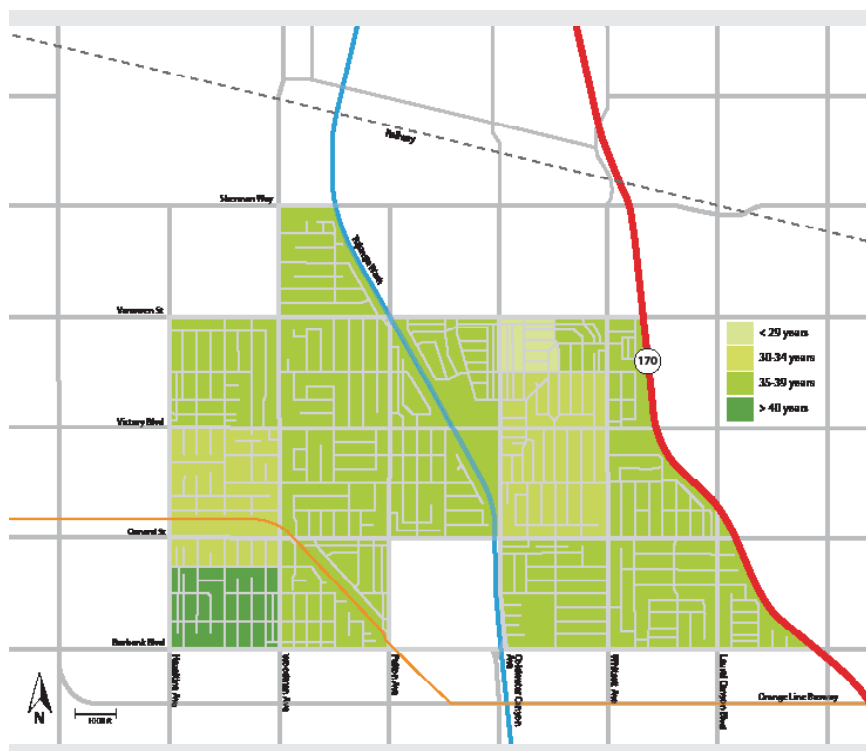 Railway
Sherman Way
Tujunga Wash
Vanowen St
< 29 years
30-34 years
35-39 years
> 40 years
170
Victory Blvd
Oxnard St
Burbank Blvd
Hazeltine Ave
Woodman Ave
Fulton Ave
Coldwater Canyon
Ave
Whitsett Ave
Laurel Canyon Blvd
Orange Line Busway
N
1000 ft